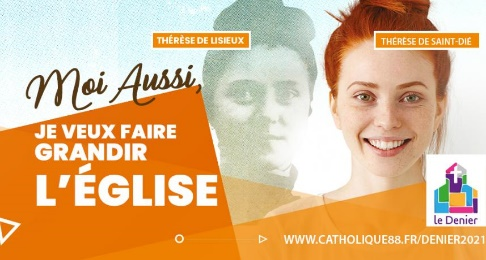 THÉRÈSE DE LISIEUX
THÉRÈSE DE SAINT-DIÉ
Moi Aussi,
JE VEUX FAIRE
GRANDIR
L'ÉGLISE
le Denier
WWW.CATHOLIQUE88.FR/DENIER2021